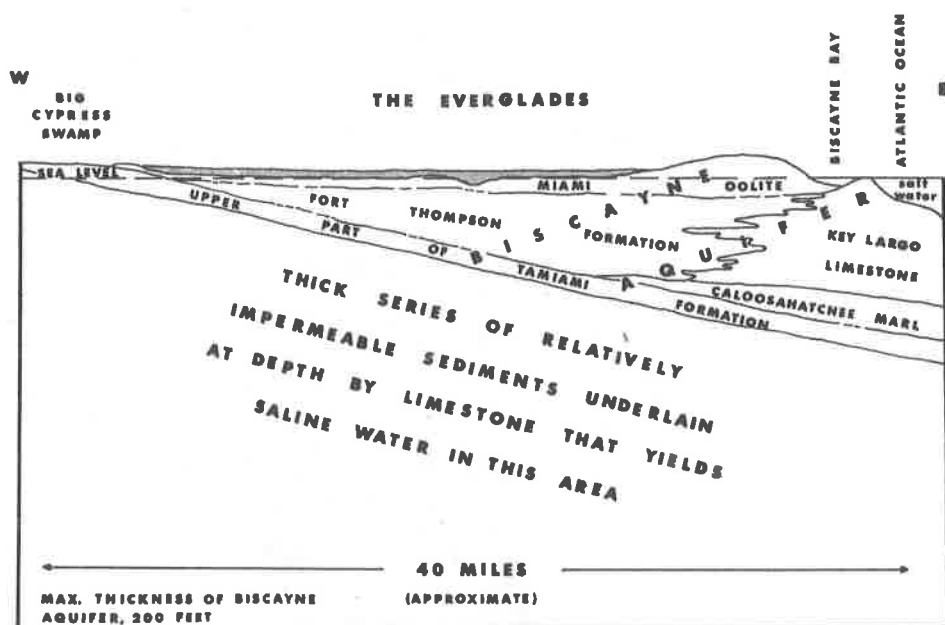 W
BIG
CYPRESS
SWAMP
THE EVERGLADES
BISCAYNE BAY
ATLANTIC OCEAN
E
SEA LEVEL
MIAMI OOLITE
salt
water
UPPER PART OF TAMIAMI FORMATION
FORT THOMPSON FORMATION
BISCAYNE
AQUIFER
KEY LARGO
LIMESTONE
CALOOSAHATCHEE MARL
THICK SERIES OF RELATIVELY
IMPERMEABLE SEDIMENTS UNDERLAIN
AT DEPTH BY LIMESTONE THAT YIELDS
SALINE WATER IN THIS AREA
40 MILES
(APPROXIMATE)
MAX. THICKNESS OF BISCAYNE
AQUIFER, 200 FEET